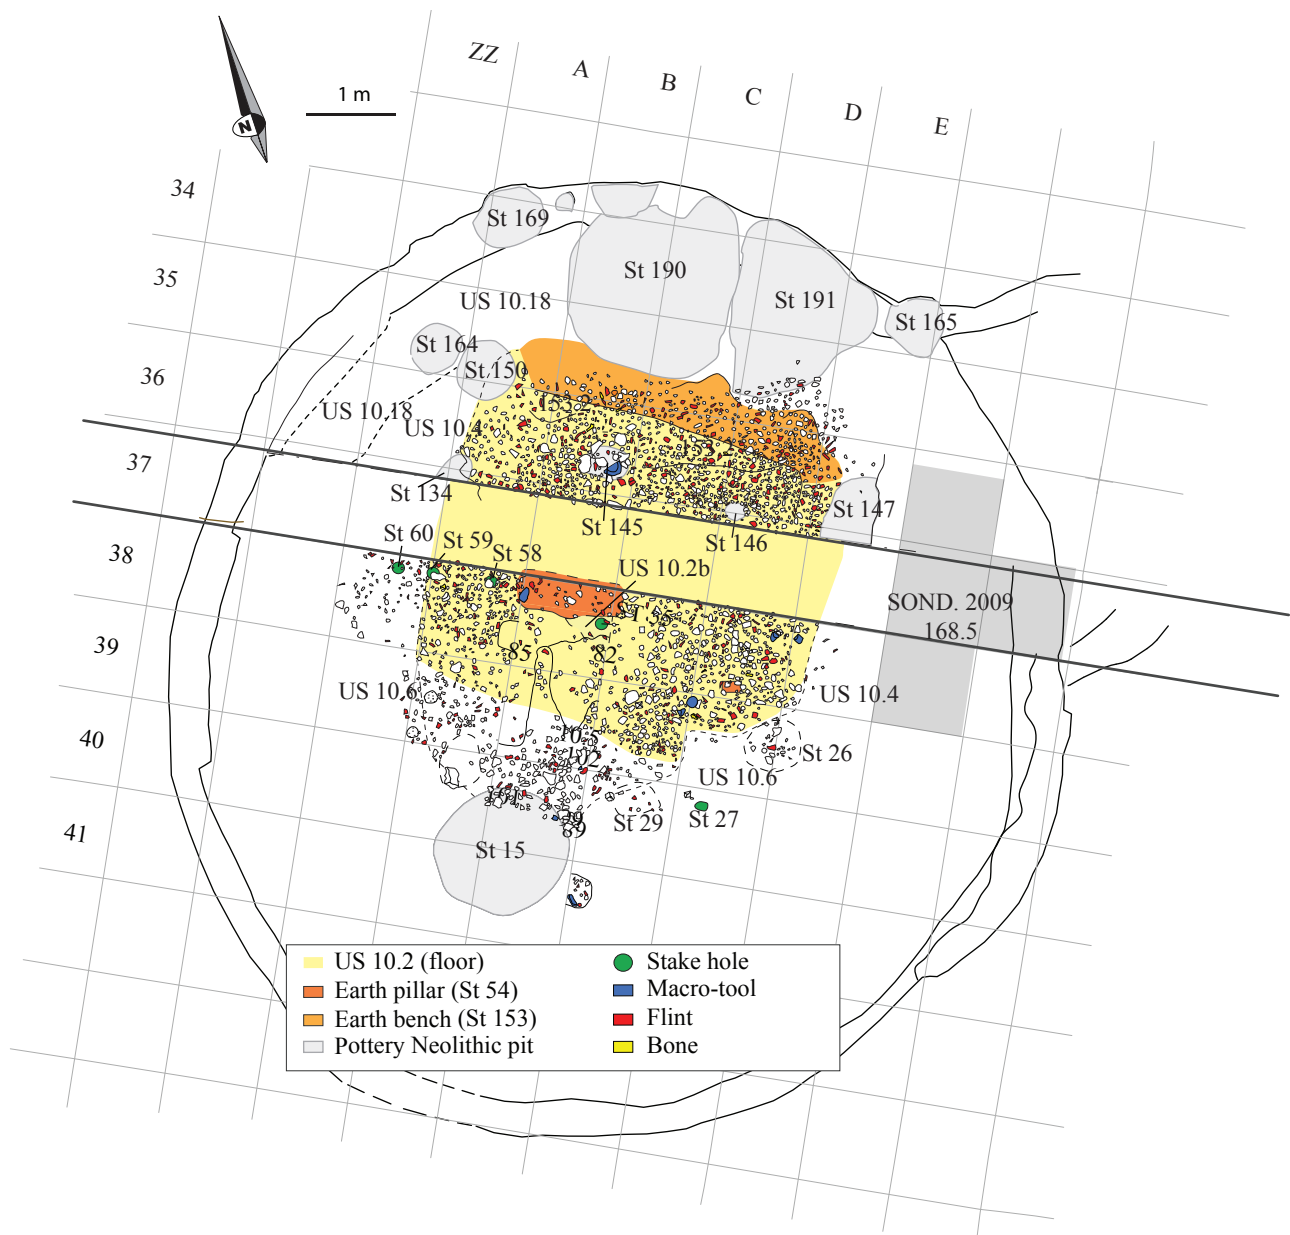 ZZ
A
B
C
D
E
N
1 m
34
35
36
37
38
39
40
41
St 169
St 190
US 10.18
St 191
St 165
St 164
St 150
US 10.18
US 10.4
St 134
St 145
St 146
St 147
St 60
St 59
St 58
US 10.2b
SOND. 2009
168.5
85
82
US 10.6
US 10.4
102
St 26
US 10.6
St 29
St 27
St 15
89
US 10.2 (floor)
Earth pillar (St 54)
Earth bench (St 153)
Pottery Neolithic pit
Stake hole
Macro-tool
Flint
Bone